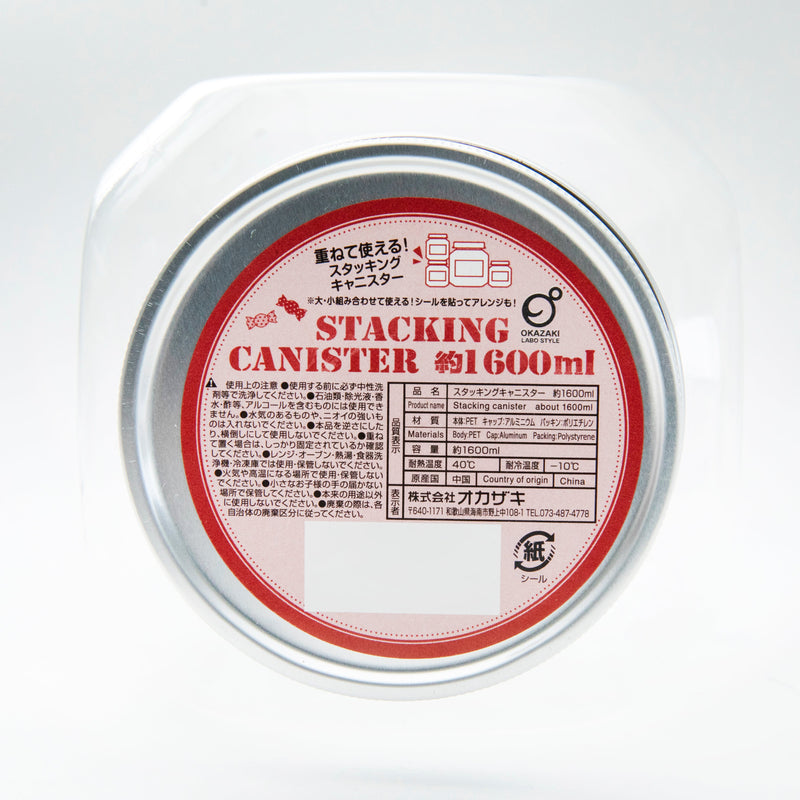 重ねて使える!
スタッキング
キャニスター
※大・小組み合わせて使える!シールを貼ってアレンジも!
OKAZAKI
LABO STYLE
STACKING
CANISTER 約1600ml
使用上の注意 ●使用する前に必ず中性洗
剤等で洗浄してください。●石油類・除光液・香
水・酢等、アルコールを含むものには使用でき
ません。●水気のあるものや、ニオイの強いもの
は入れないでください。●本品を逆さにした
り、横倒しにして使用しないでください。●重ね
て置く場合は、しっかり固定されているか確認
してください。●レンジ・オーブン・熱湯・食器洗
浄機・冷凍庫では使用・保管しないでください。
●火気や高温になる場所で使用・保管しないでく
ださい。●小さなお子様の手の届かない
場所で保管してください。●本来の用途以外
に使用しないでください。●廃棄の際は、各
自治体の廃棄区分に従ってください。
品質表示
品 名 スタッキングキャニスター 約1600ml
Product name Stacking canister about 1600ml
材 質 本体:PET キャップ:アルミニウム パッキン:ポリエチレン
Materials Body:PET Cap:Aluminum Packing:Polystyrene
容 量 約1600ml
耐熱温度 40℃ 耐冷温度 -10℃
原産国 中国 Country of origin China
表示者
株式会社オカザキ
〒640-1171 和歌山県海南市野上中108-1 TEL.073-487-4778
紙
シール